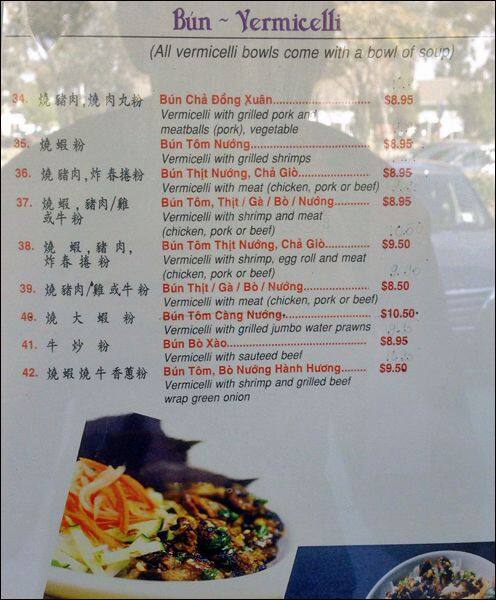 Bún ~ Vermicelli
(All vermicelli bowls come with a bowl of soup)
34. 燒豬肉,燒肉丸粉 Bún Chả Đồng Xuân........................ $8.95
Vermicelli with grilled pork and
meatballs (pork), vegetable
35. 燒蝦粉 Bún Tôm Nướng............................. $8.95
Vermicelli with grilled shrimps
36. 燒豬肉,炸春捲粉 Bún Thịt Nướng, Chả Giò................. $8.95
Vermicelli with meat (chicken, pork or beef)
37. 燒蝦,豬肉/雞 Bún Tôm, Thịt / Gà / Bò / Nướng......... $8.95
或牛粉 Vermicelli with shrimp and meat
(chicken, pork or beef)
38. 燒蝦,豬肉, Bún Tôm Thịt Nướng, Chả Giò........... $9.50
炸春捲粉 Vermicelli with shrimp, egg roll and meat
(chicken, pork or beef)
39. 燒豬肉/雞或牛粉 Bún Thịt / Gà / Bò / Nướng................ $8.50
Vermicelli with meat (chicken, pork or beef)
40. 燒大蝦粉 Bún Tôm Càng Nướng..................... $10.50
Vermicelli with grilled jumbo water prawns
41. 牛炒粉 Bún Bò Xào.................................. $8.95
Vermicelli with sauteed beef
42. 燒蝦燒牛香蔥粉 Bún Tôm, Bò Nướng Hành Hương....... $9.50
Vermicelli with shrimp and grilled beef
wrap green onion